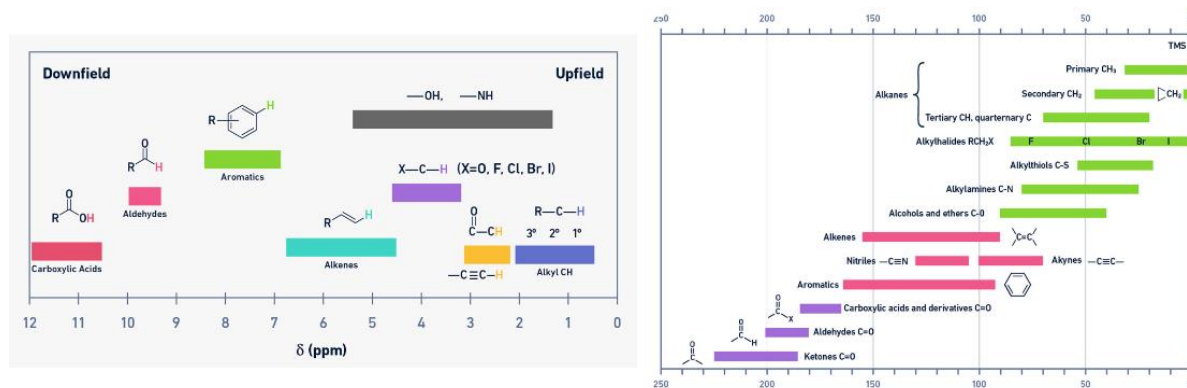 Downfield
Upfield
—OH, —NH
R H
O
R H
Aromatics
X—C—H (X=O, F, Cl, Br, I)
Aldehydes
O
R OH
R H
O
C—CH
R—C—H
3° 2° 1°
Carboxylic Acids
Alkenes
—C≡C—H
Alkyl CH
12 11 10 9 8 7 6 5 4 3 2 1 0
δ (ppm)
250 200 150 100 50
TMS
Primary CH₃
Alkanes
Secondary CH₂
CH₂
Tertiary CH, quarternary C
Alkylhalides RCH₂X
F Cl Br I
Alkylthiols C-S
Alkylamines C-N
Alcohols and ethers C-O
Alkenes
C=C
Nitriles —C≡N
Akynes —C≡C—
Aromatics
O
X
Carboxylic acids and derivatives C=O
O
H
Aldehydes C=O
O
Ketones C=O
250 200 150 100 50